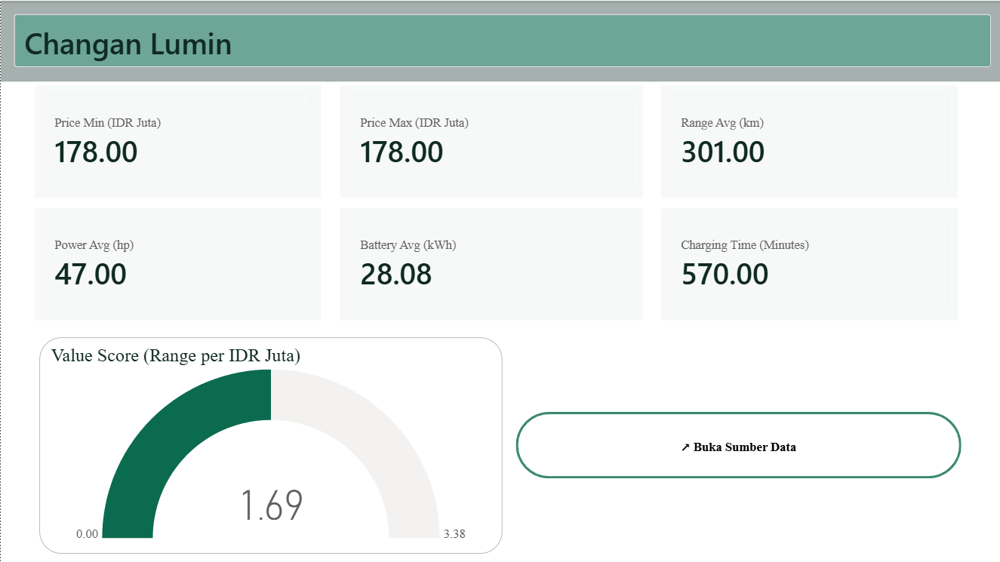 Changan Lumin
Price Min (IDR Juta)
178.00
Price Max (IDR Juta)
178.00
Range Avg (km)
301.00
Power Avg (hp)
47.00
Battery Avg (kWh)
28.08
Charging Time (Minutes)
570.00
Value Score (Range per IDR Juta)
1.69
0.00
3.38
↗ Buka Sumber Data